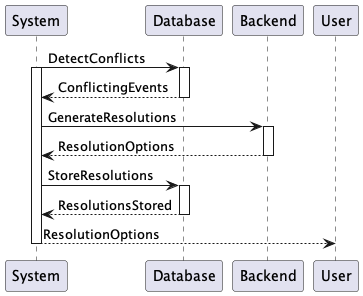 System Database Backend User
DetectConflicts
ConflictingEvents
GenerateResolutions
ResolutionOptions
StoreResolutions
ResolutionsStored
ResolutionOptions
System Database Backend User